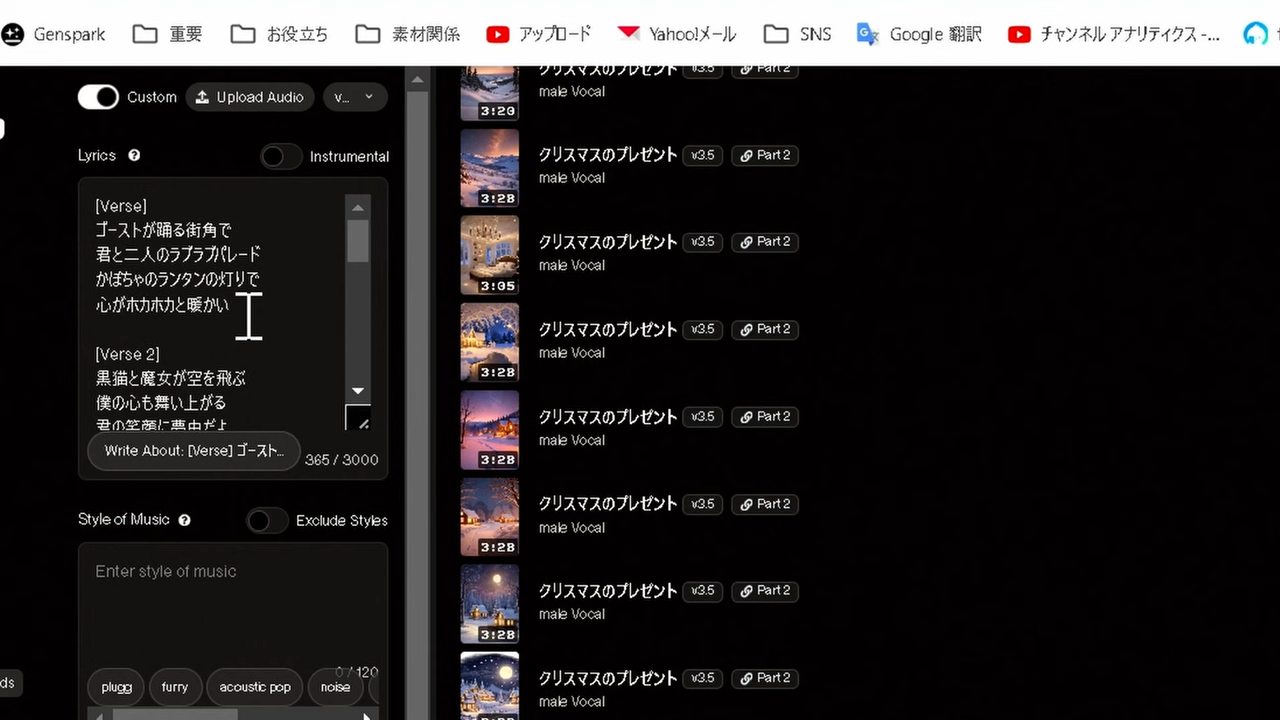 Genspark 重要 お役立ち 素材関係 アップロード Yahoo!メール SNS Google 翻訳 チャンネル アナリティクス -...
Custom Upload Audio v...
Lyrics Instrumental
[Verse]
ゴーストが踊る街角で
君と二人のラブラブパレード
かぼちゃのランタンの灯りで
心がホカホカと暖かい
[Verse 2]
黒猫と魔女が空を飛ぶ
僕の心も舞い上がる
君の笑顔に夢中だよ
Write About: [Verse] ゴースト...
365 / 3000
Style of Music Exclude Styles
Enter style of music
0 / 120
plugg furry acoustic pop noise
ds
クリスマスのプレゼント v3.5 Part 2
male Vocal
3:20
クリスマスのプレゼント v3.5 Part 2
male Vocal
3:28
クリスマスのプレゼント v3.5 Part 2
male Vocal
3:05
クリスマスのプレゼント v3.5 Part 2
male Vocal
3:28
クリスマスのプレゼント v3.5 Part 2
male Vocal
3:28
クリスマスのプレゼント v3.5 Part 2
male Vocal
3:28
クリスマスのプレゼント v3.5 Part 2
male Vocal
3:28
クリスマスのプレゼント v3.5 Part 2
male Vocal